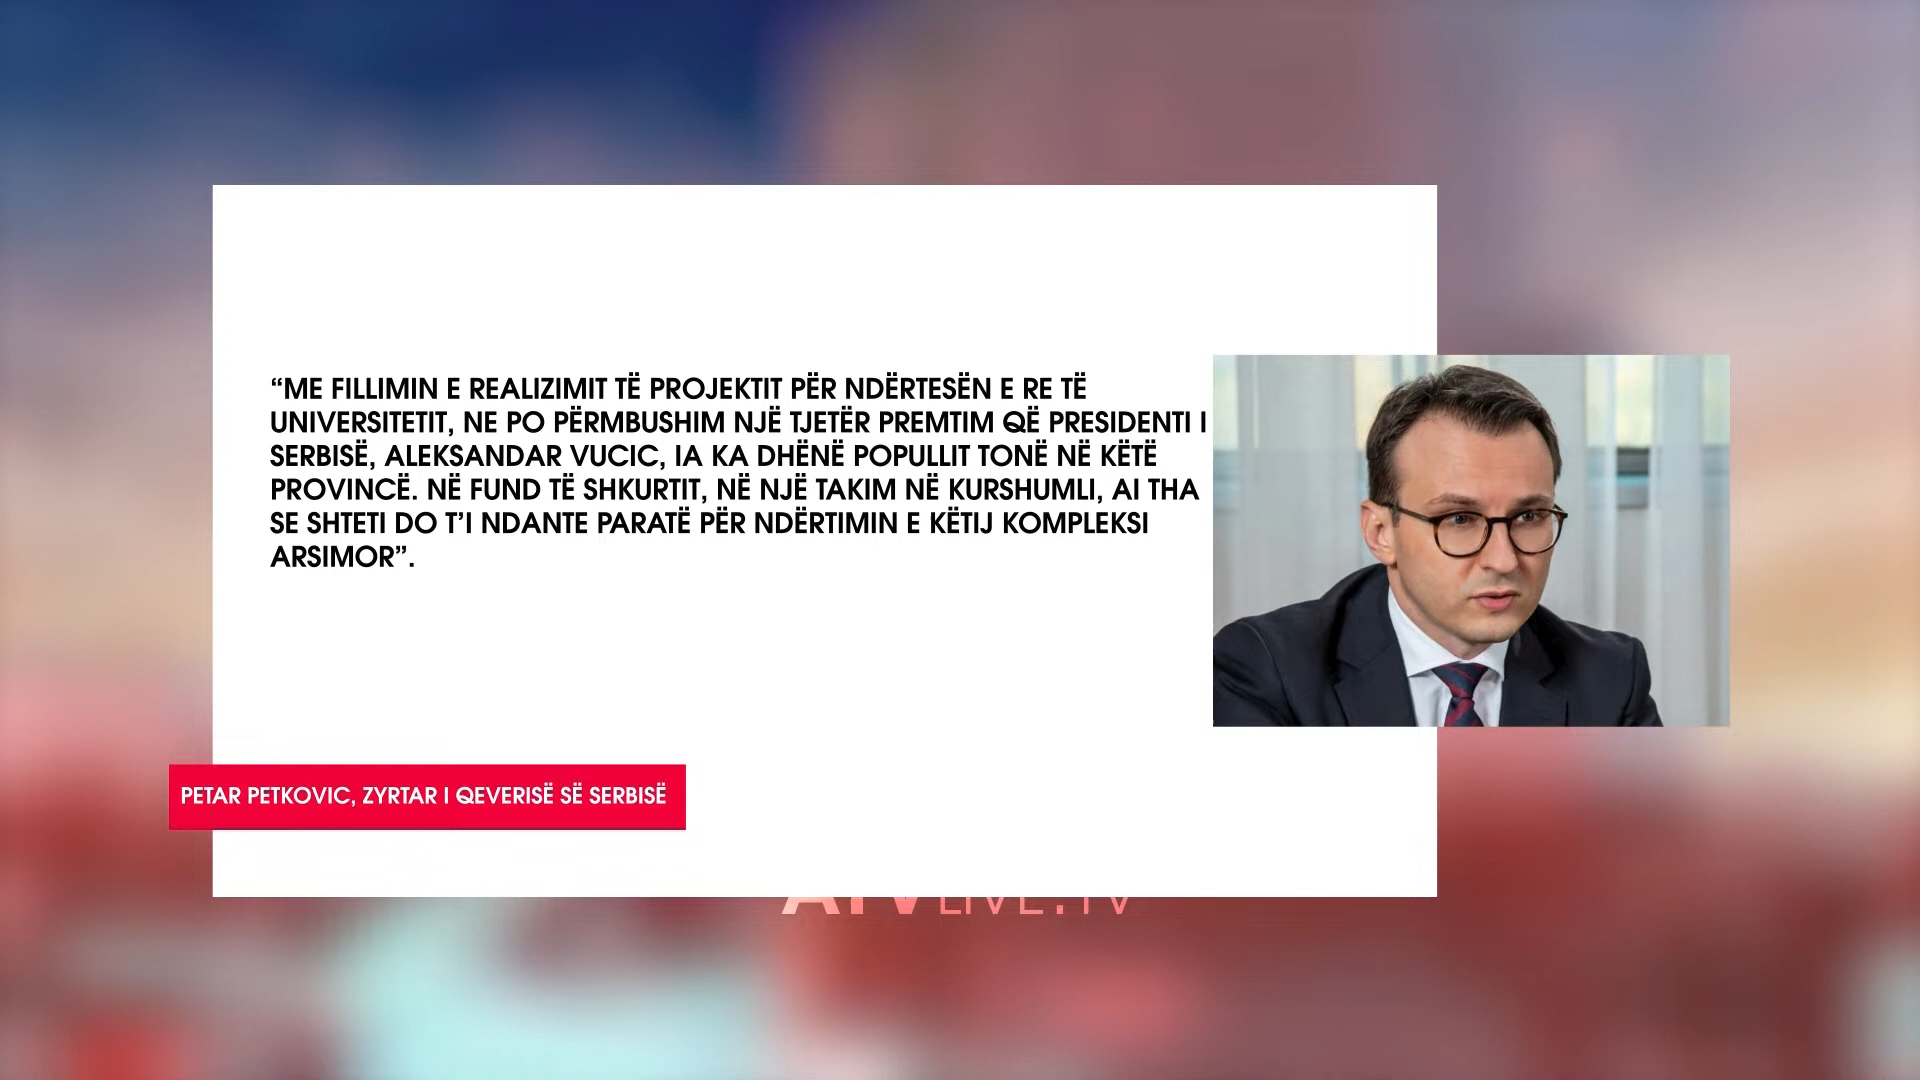 “ME FILLIMIN E REALIZIMIT TË PROJEKTIT PËR NDËRTESËN E RE TË
UNIVERSITETIT, NE PO PËRMBUSHIM NJË TJETËR PREMTIM QË PRESIDENTI I
SERBISË, ALEKSANDAR VUCIC, IA KA DHËNË POPULLIT TONË NË KËTË
PROVINCË. NË FUND TË SHKURTIT, NË NJË TAKIM NË KURSHUMLI, AI THA
SE SHTETI DO T’I NDANTE PARATË PËR NDËRTIMIN E KËTIJ KOMPLEKSI
ARSIMOR”.
PETAR PETKOVIC, ZYRTAR I QEVERISË SË SERBISË